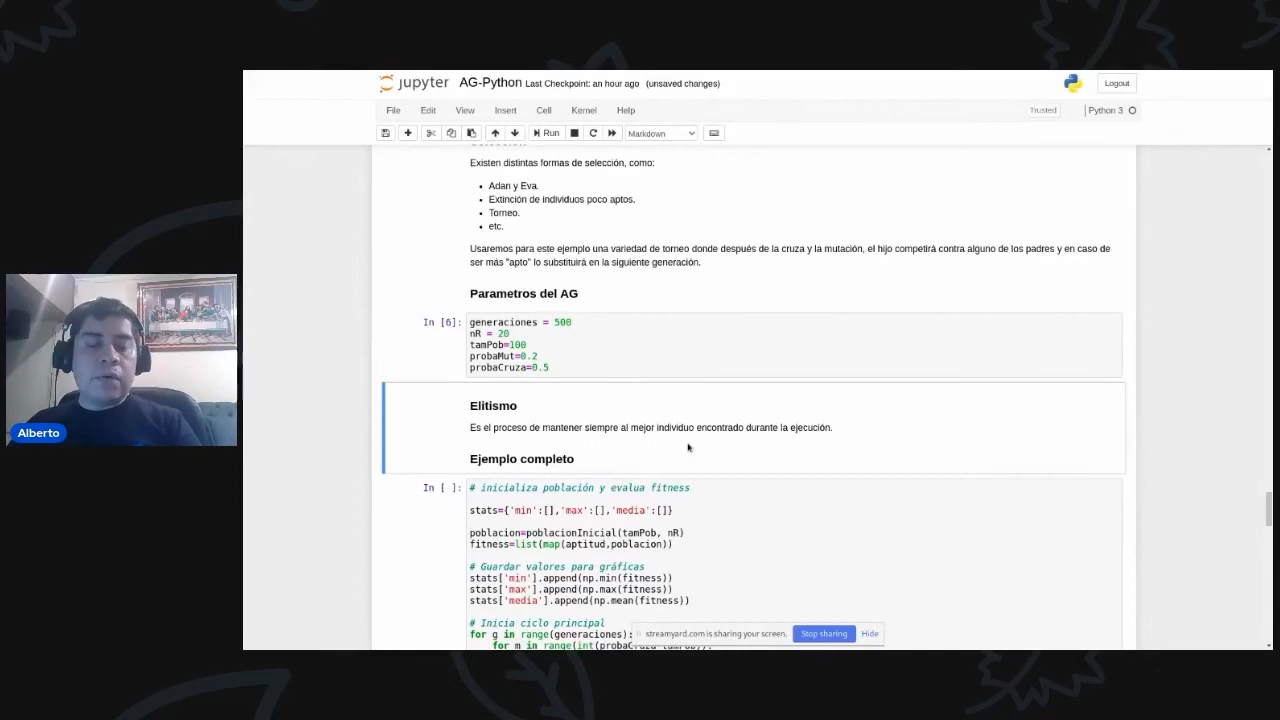 jupyter AG-Python Last Checkpoint: an hour ago (unsaved changes)
Logout
File Edit View Insert Cell Kernel Help
Trusted Python 3
Run Markdown
Existen distintas formas de selección, como:
Adan y Eva.
Extinción de individuos poco aptos.
Torneo.
etc.
Usaremos para este ejemplo una variedad de torneo donde después de la cruza y la mutación, el hijo competirá contra alguno de los padres y en caso de
ser más "apto" lo substituirá en la siguiente generación.
Parametros del AG
In [6]: generaciones = 500
nR = 20
tamPob=100
probaMut=0.2
probaCruza=0.5
Elitismo
Es el proceso de mantener siempre al mejor individuo encontrado durante la ejecución.
Ejemplo completo
In [ ]: # inicializa población y evalua fitness
stats={'min':[],'max':[],'media':[]}
poblacion=poblacionInicial(tamPob, nR)
fitness=list(map(aptitud,poblacion))
# Guardar valores para gráficas
stats['min'].append(np.min(fitness))
stats['max'].append(np.max(fitness))
stats['media'].append(np.mean(fitness))
# Inicia ciclo principal
for g in range(generaciones):
for m in range(int(
streamyard.com is sharing your screen. Stop sharing Hide
Alberto